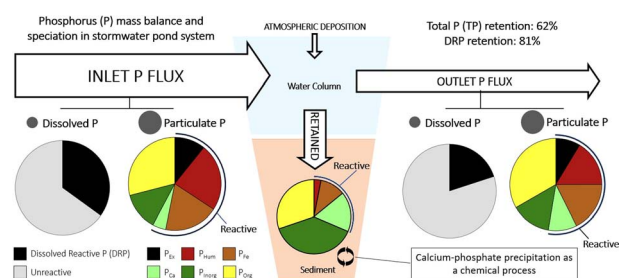 Phosphorus (P) mass balance and
speciation in stormwater pond system
ATMOSPHERIC DEPOSITION
Total P (TP) retention: 62%
DRP retention: 81%
INLET P FLUX
Water Column
OUTLET P FLUX
Dissolved P
Particulate P
RETAINED
Dissolved P
Particulate P
Reactive
Reactive
Reactive
Dissolved Reactive P (DRP)
Unreactive
PEx
PHum
PFe
PCa
PInorg
POrg
Sediment
Calcium-phosphate precipitation as
a chemical process